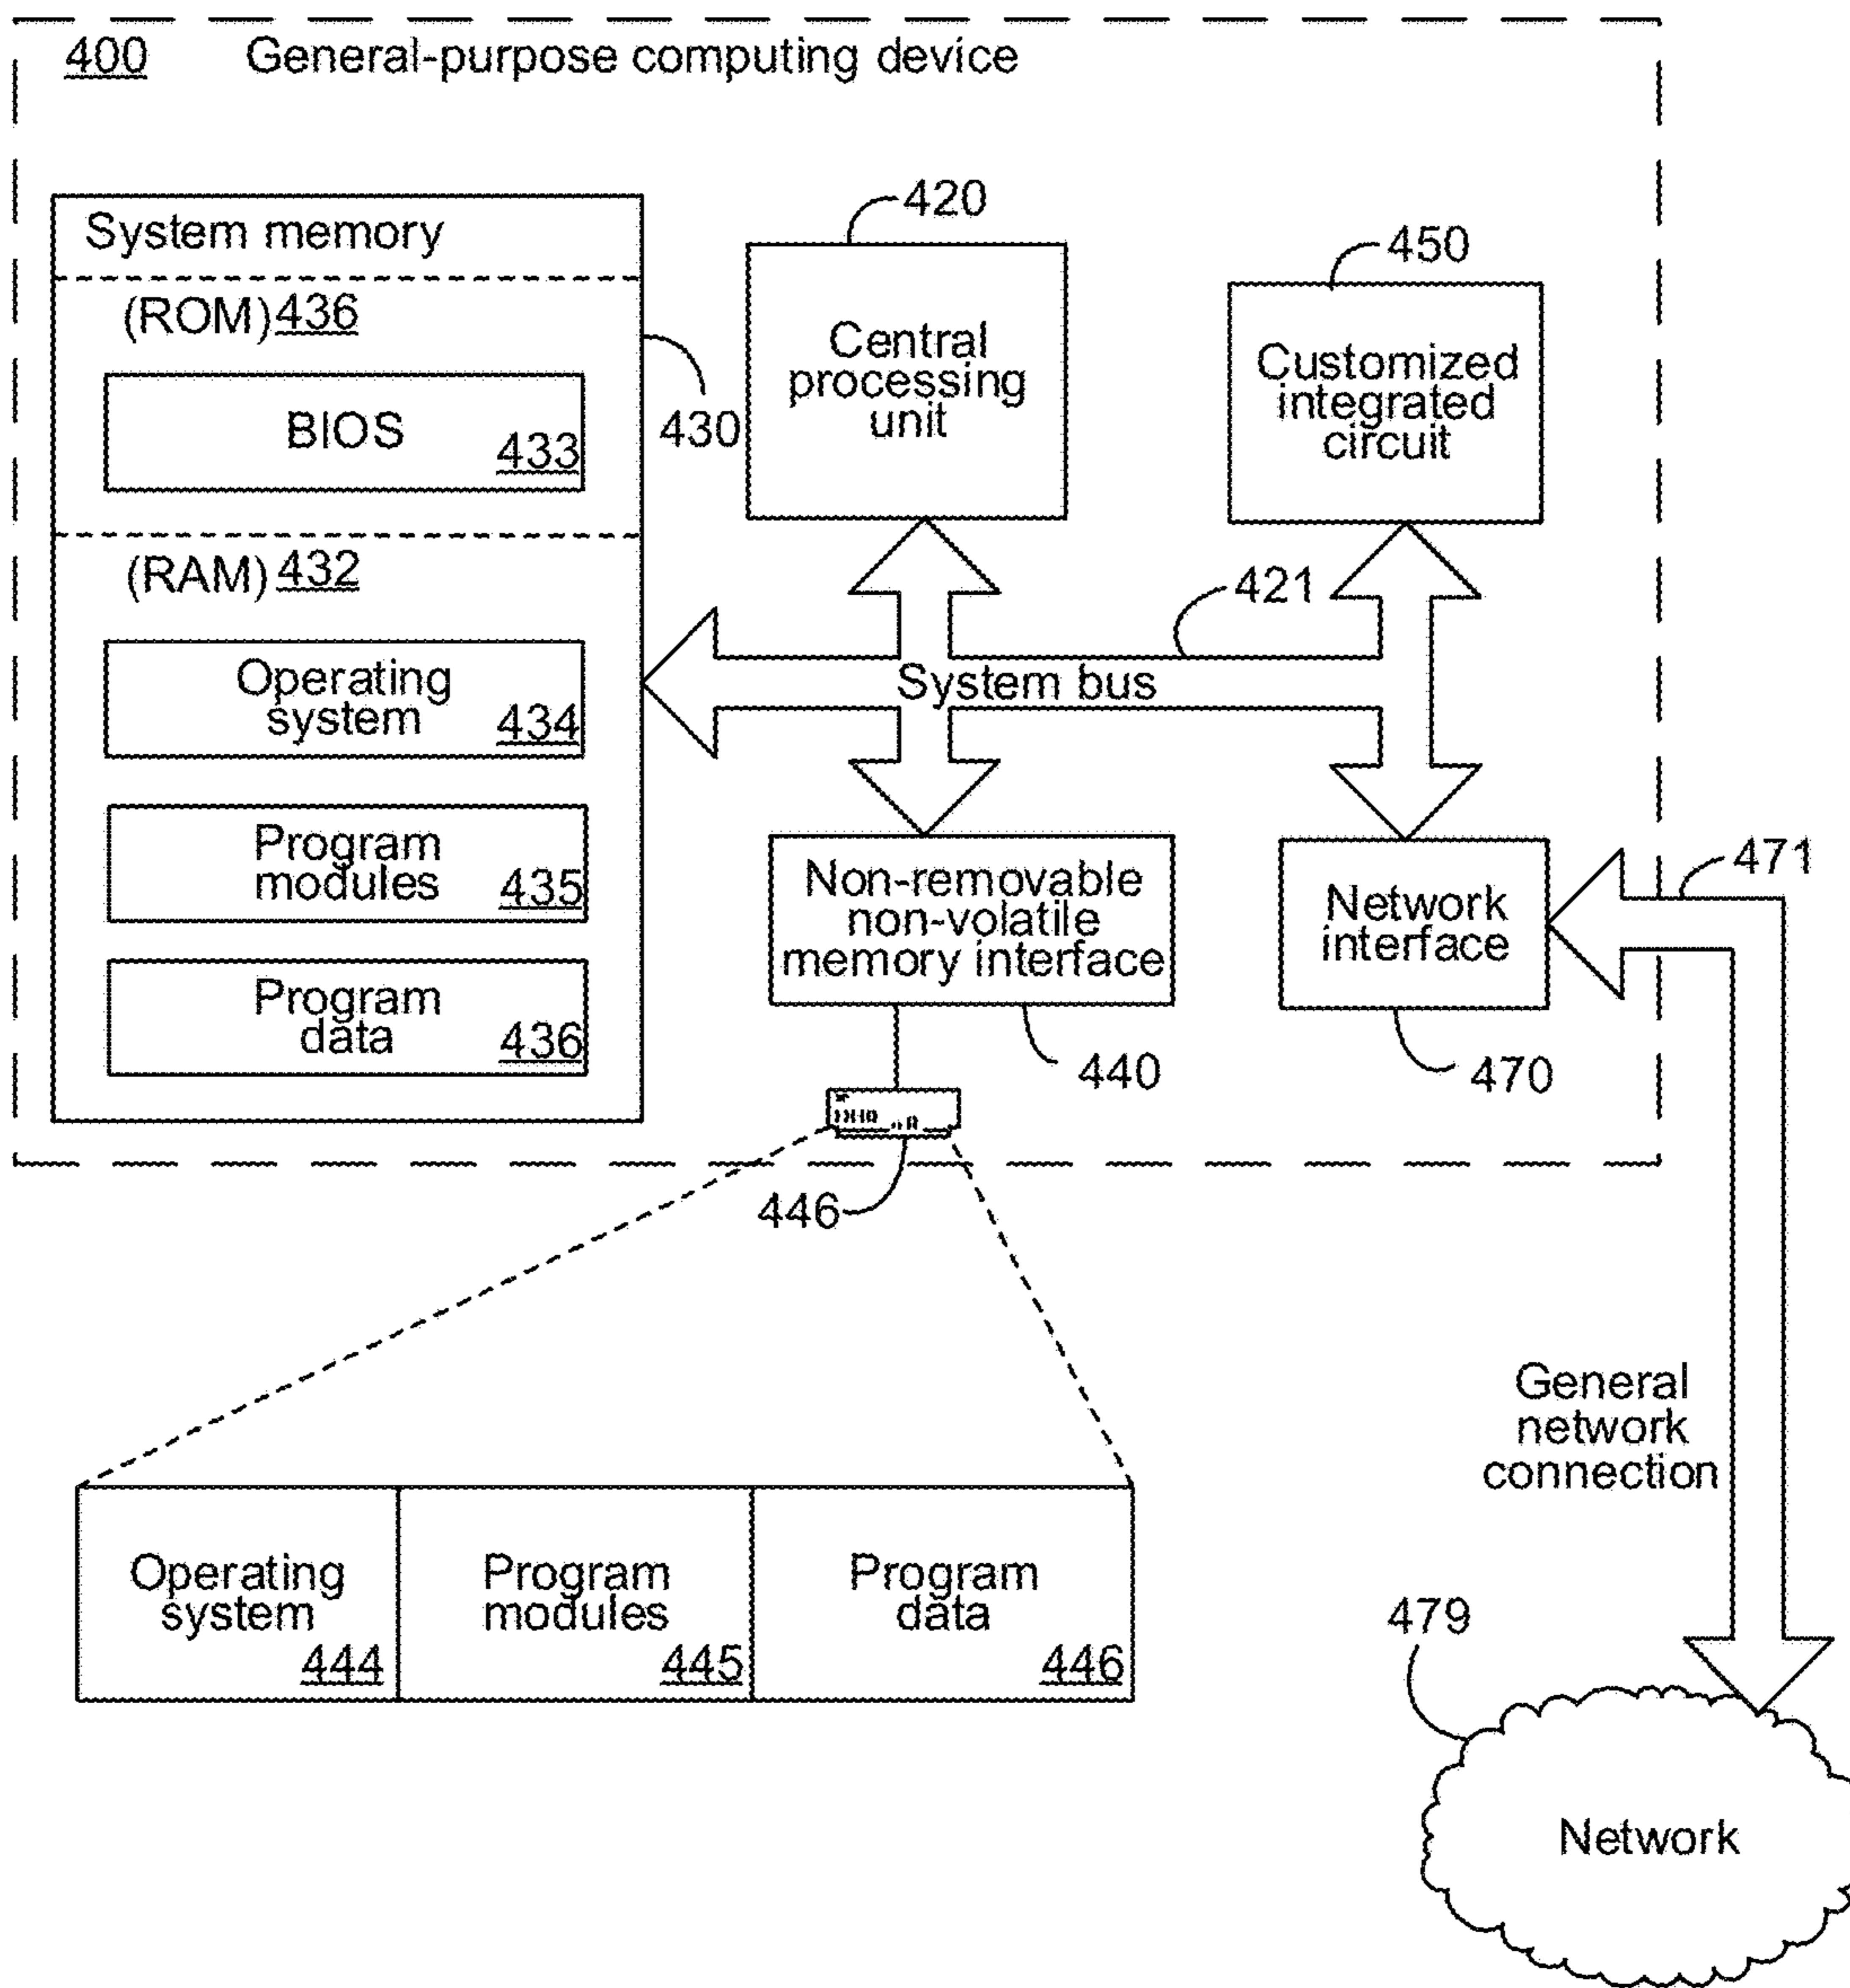 400 General-purpose computing device
System memory
(ROM) 436
BIOS
433
430
(RAM) 432
Operating
system
434
Program
modules
435
Program
data
436
420
Central
processing
unit
450
Customized
integrated
circuit
421
System bus
Non-removable
non-volatile
memory interface
440
Network
interface
470
471
446
General
network
connection
Operating
system
444
Program
modules
445
Program
data
446
479
Network